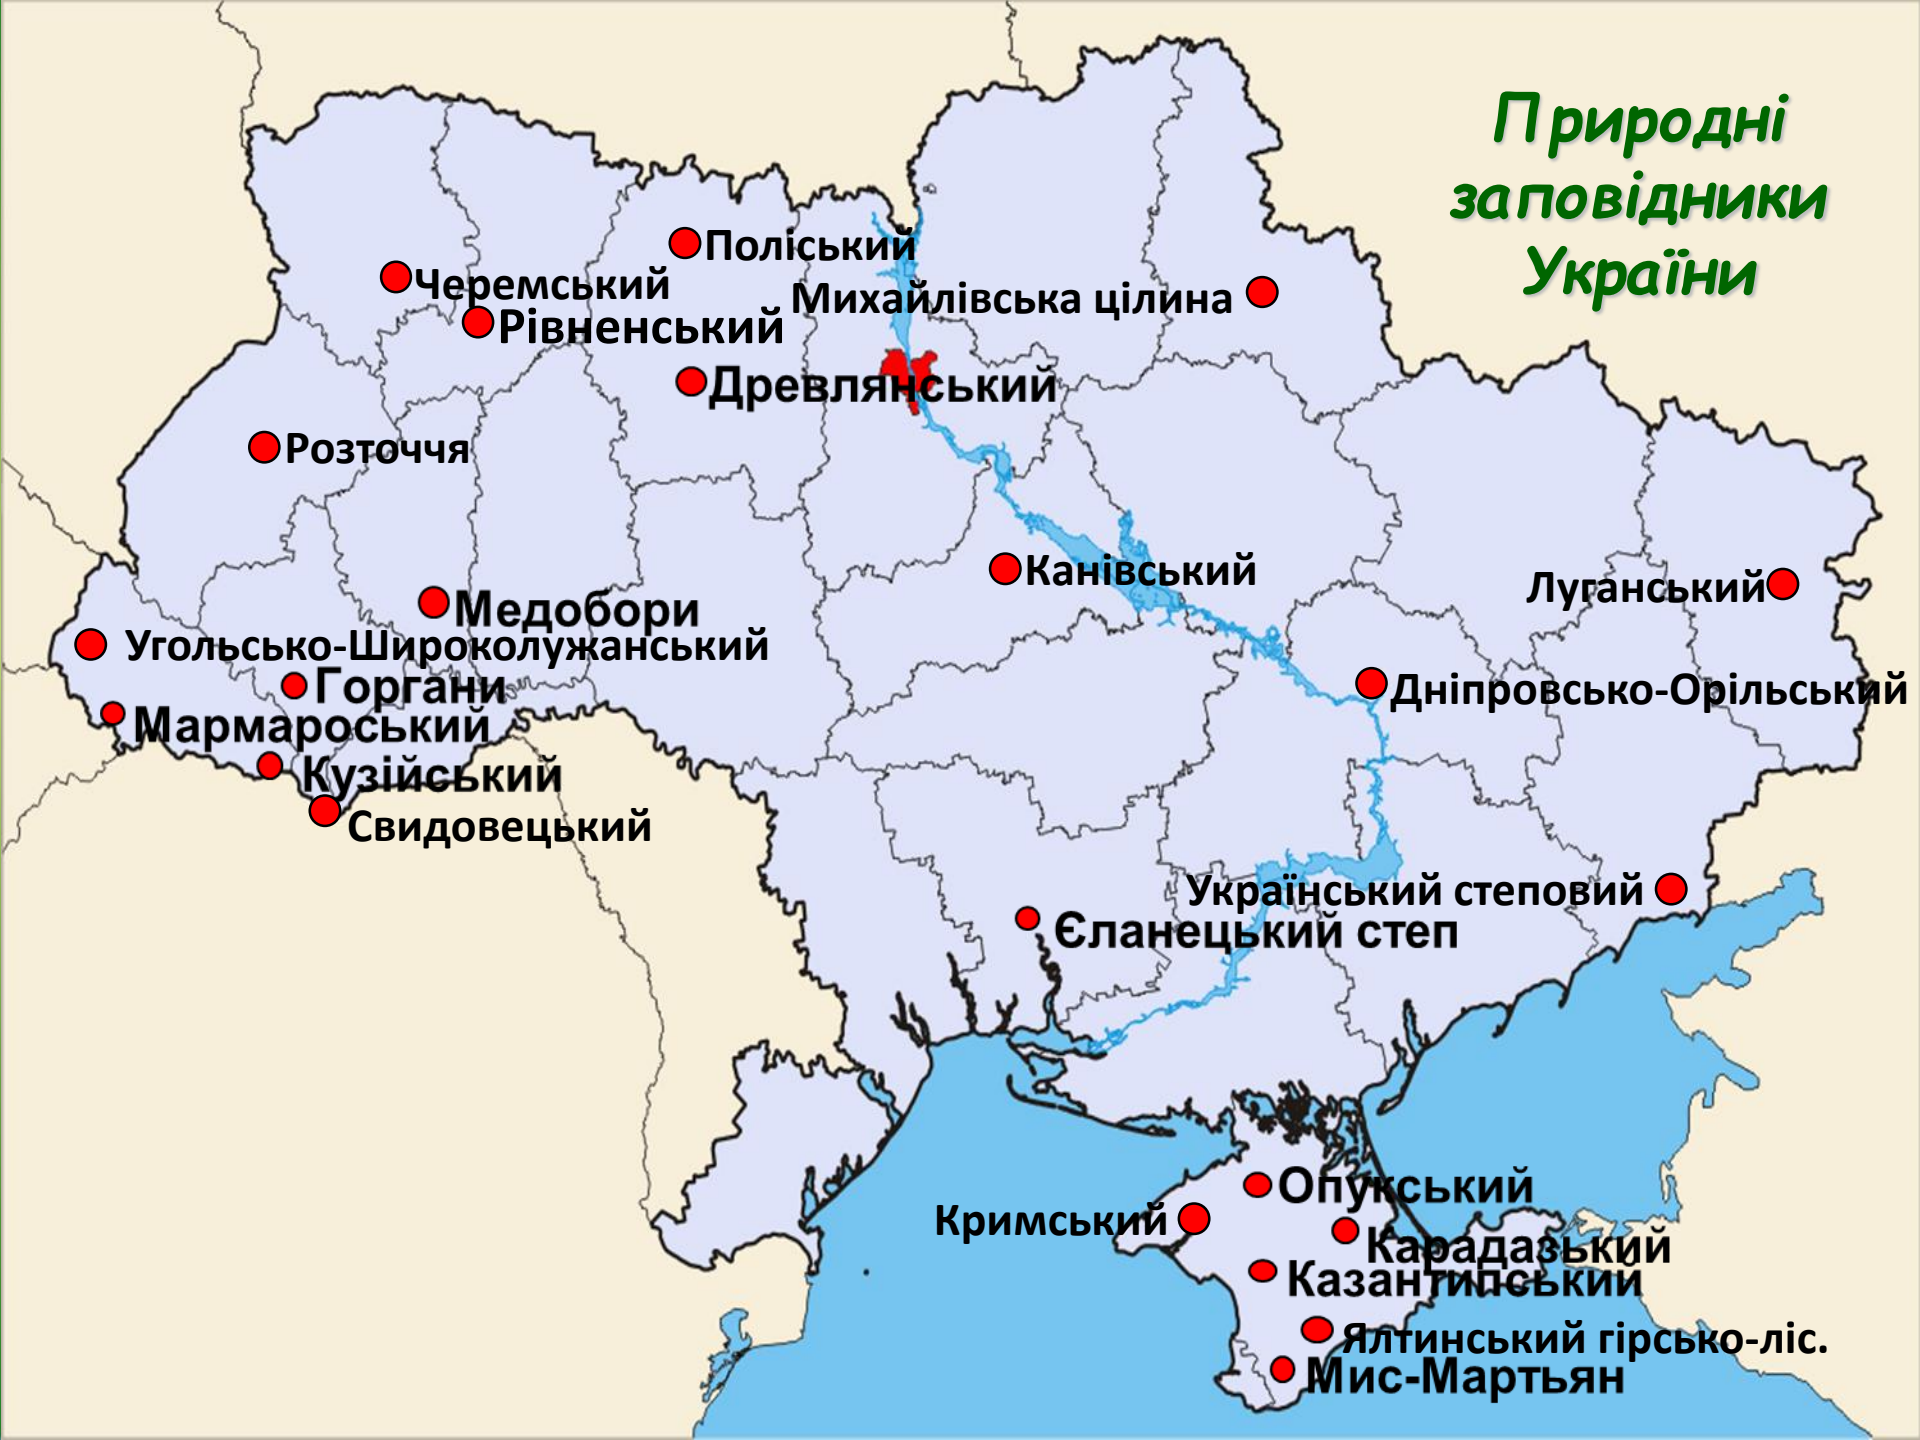 Природні
заповідники
України
Поліський
Черемський
Михайлівська цілина
Рівненський
Древлянський
Розточчя
Канівський
Луганський
Медобори
Угольсько-Широколужанський
Горгани
Дніпровсько-Орільський
Мармароський
Кузійський
Свидовецький
Український степовий
Єланецький степ
Опукський
Кримський
Карадазький
Казантипський
Ялтинський гірсько-ліс.
Мис-Мартьян